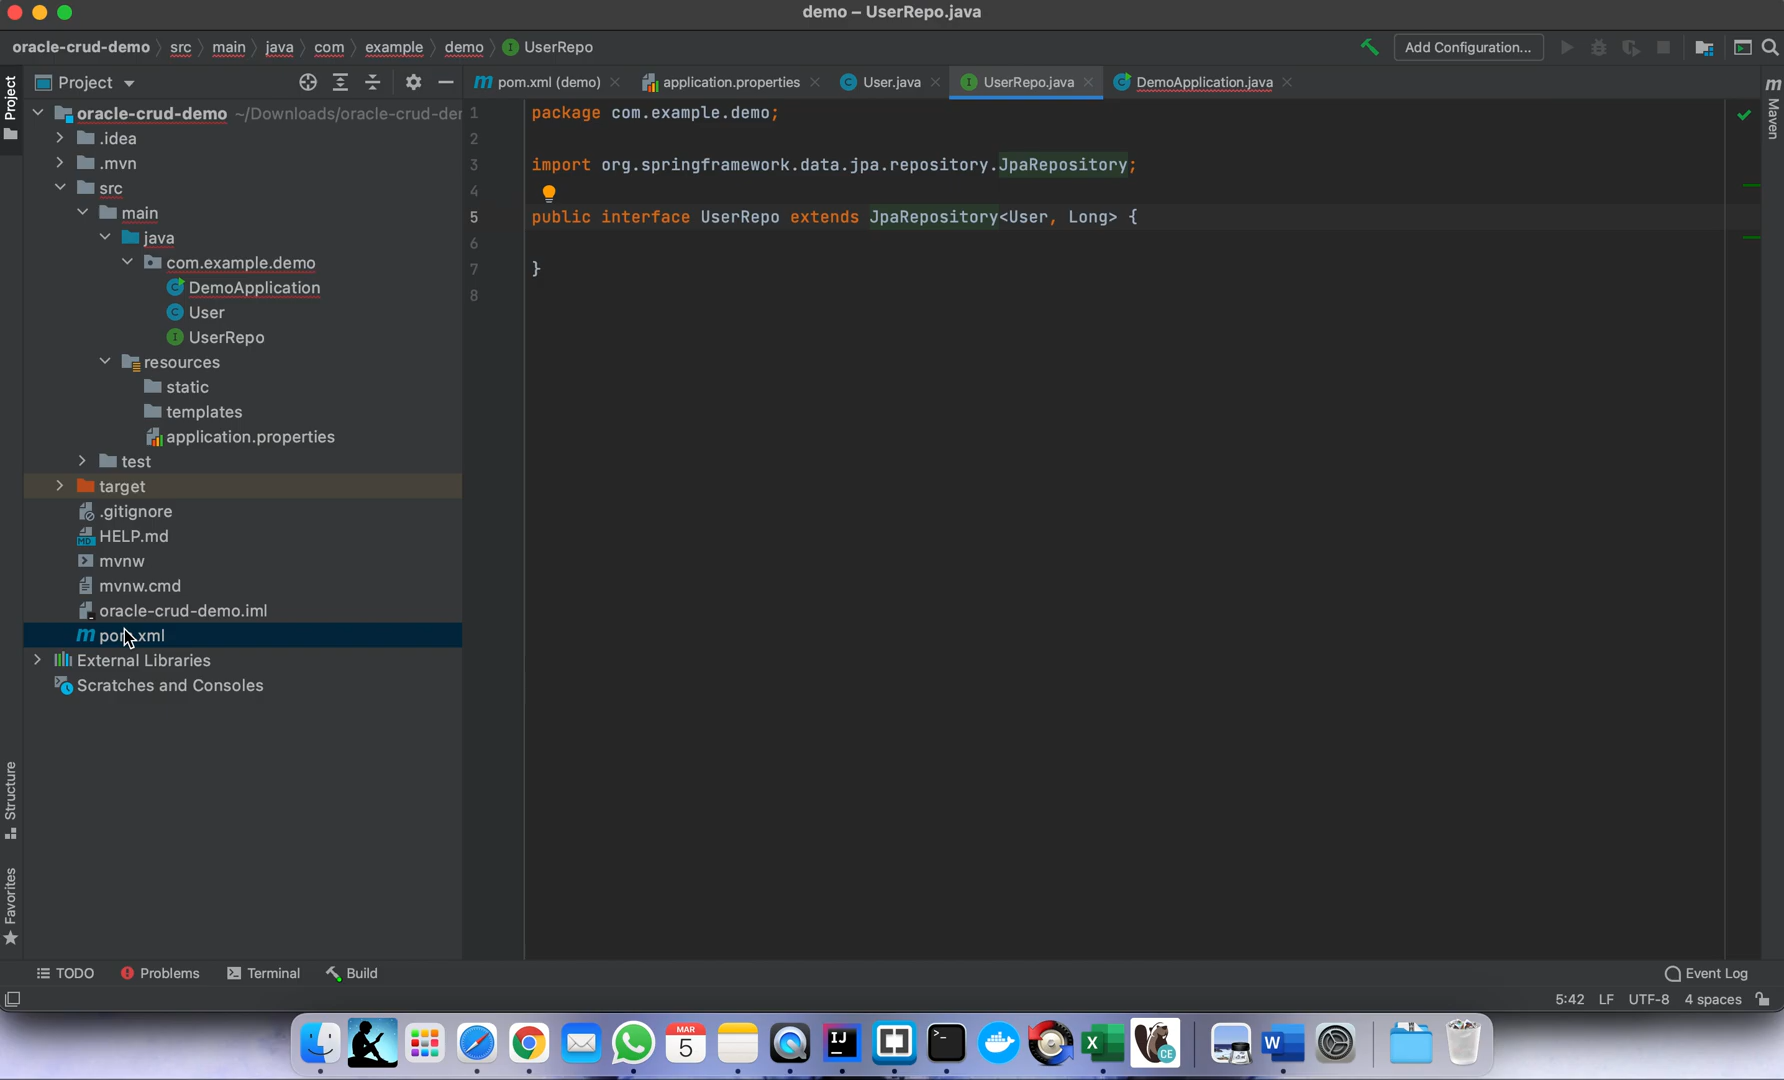 demo – UserRepo.java
oracle-crud-demo src main java com example demo UserRepo
Add Configuration...
Project
pom.xml (demo) application.properties User.java UserRepo.java DemoApplication.java
Project
Maven
oracle-crud-demo ~/Downloads/oracle-crud-der
.idea
.mvn
src
main
java
com.example.demo
DemoApplication
User
UserRepo
resources
static
templates
application.properties
test
target
.gitignore
HELP.md
mvnw
mvnw.cmd
oracle-crud-demo.iml
pom.xml
External Libraries
Scratches and Consoles
1 package com.example.demo;
2
3 import org.springframework.data.jpa.repository.JpaRepository;
4
5 public interface UserRepo extends JpaRepository<User, Long> {
6
7 }
8
Structure
Favorites
TODO Problems Terminal Build Event Log
5:42 LF UTF-8 4 spaces
MAR
5
IJ
X
CE
W